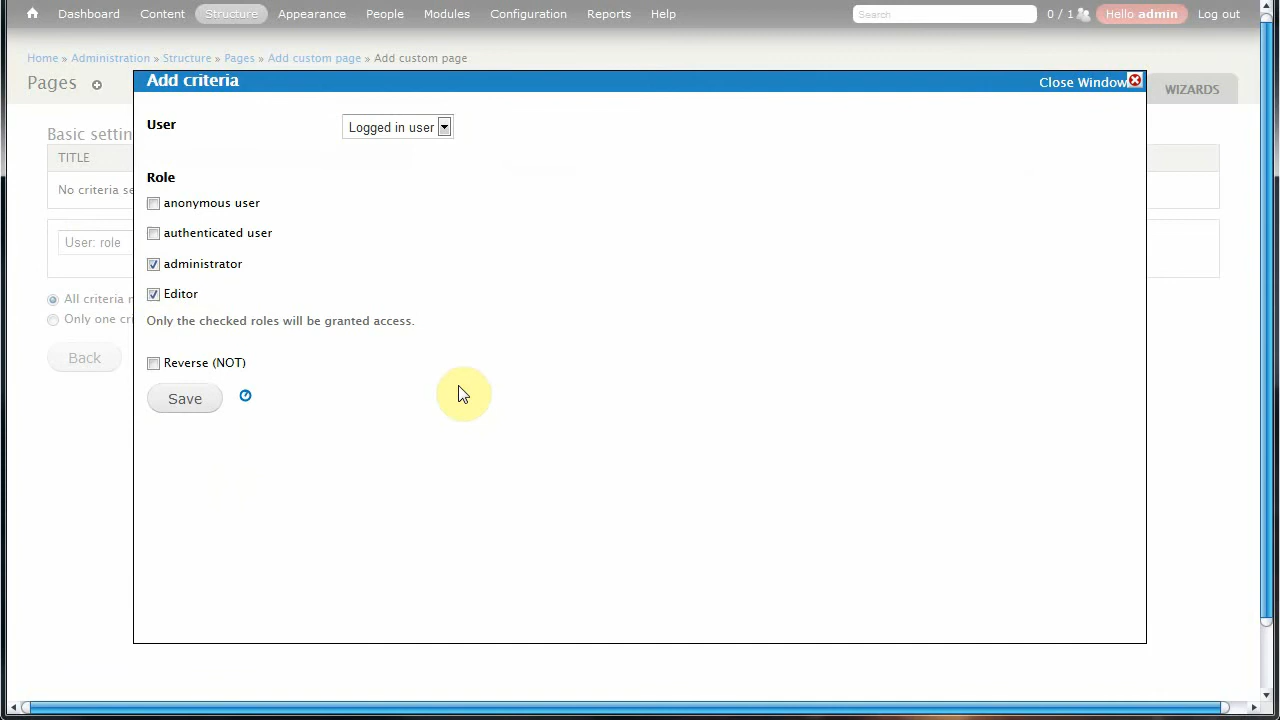 Dashboard Content Structure Appearance People Modules Configuration Reports Help Search 0 / 1 Hello admin Log out
Home » Administration » Structure » Pages » Add custom page » Add custom page
Pages
Add criteria
Close Window
WIZARDS
User
Logged in user
Basic settin
TITLE
No criteria se
User: role
All criteria r
Only one cri
Back
Role
anonymous user
authenticated user
administrator
Editor
Only the checked roles will be granted access.
Reverse (NOT)
Save